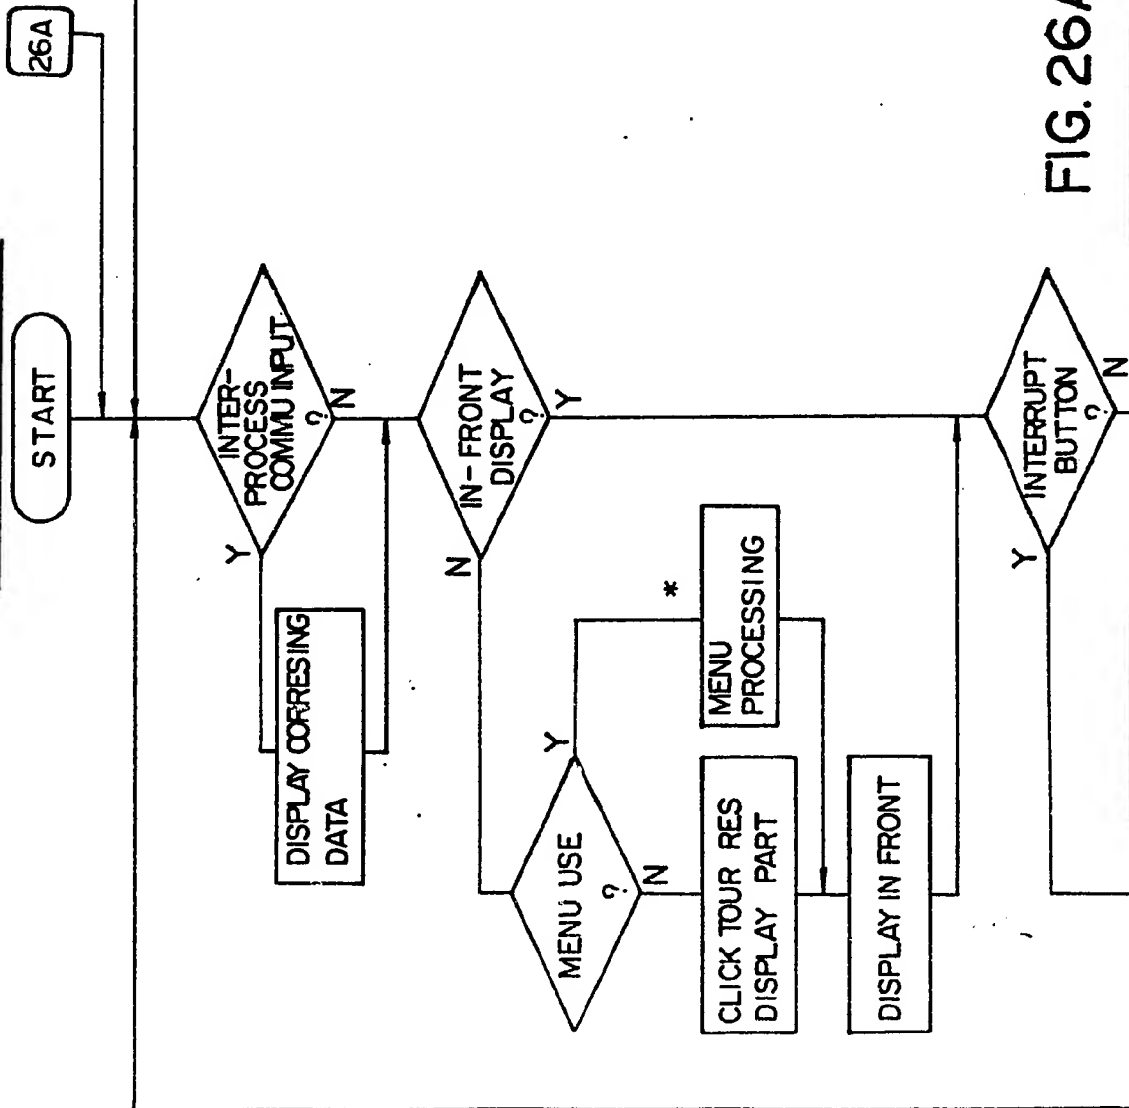 26A
START
INTER-
PROCESS
COMMU INPUT
?
Y
N
DISPLAY CORRESING
DATA
IN-FRONT
DISPLAY
?
N
Y
MENU USE
?
Y
N
*
MENU
PROCESSING
CLICK TOUR RES
DISPLAY PART
DISPLAY IN FRONT
INTERRUPT
BUTTON
?
Y
N
FIG. 26A